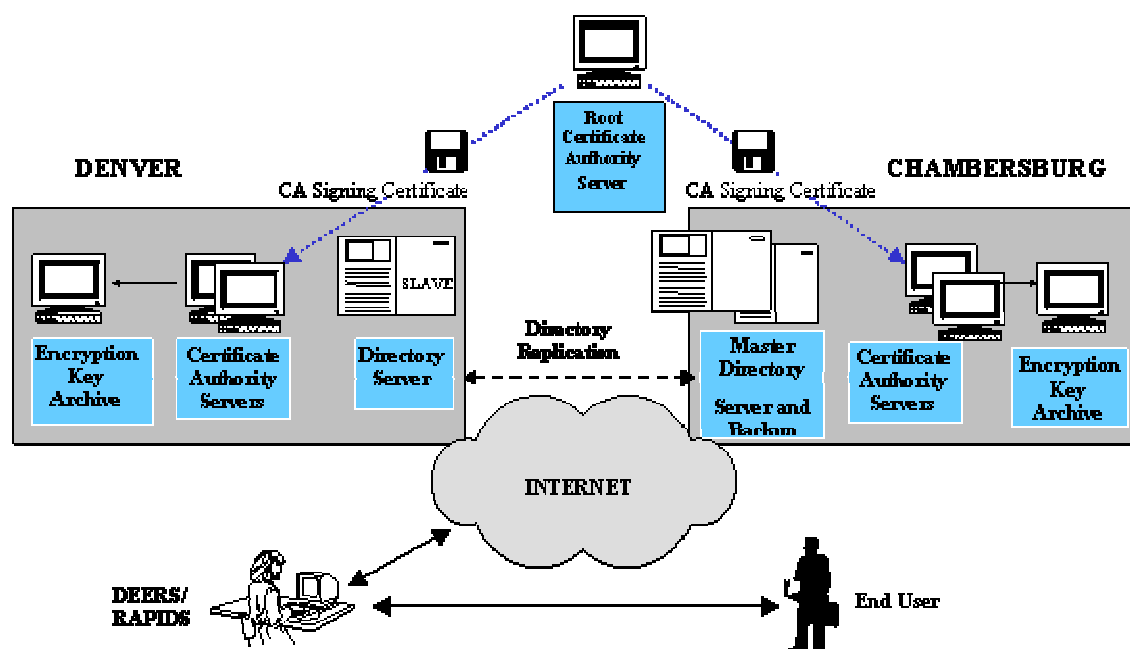 Root
Certificate
Authority
Server
DENVER
CHAMBERSBURG
CA Signing Certificate
CA Signing Certificate
SLAVE
Encryption
Key
Archive
Certificate
Authority
Servers
Directory
Server
Directory
Replication
Master
Directory
Server and
Backup
Certificate
Authority
Servers
Encryption
Key
Archive
INTERNET
DEERS/
RAPIDS
End User